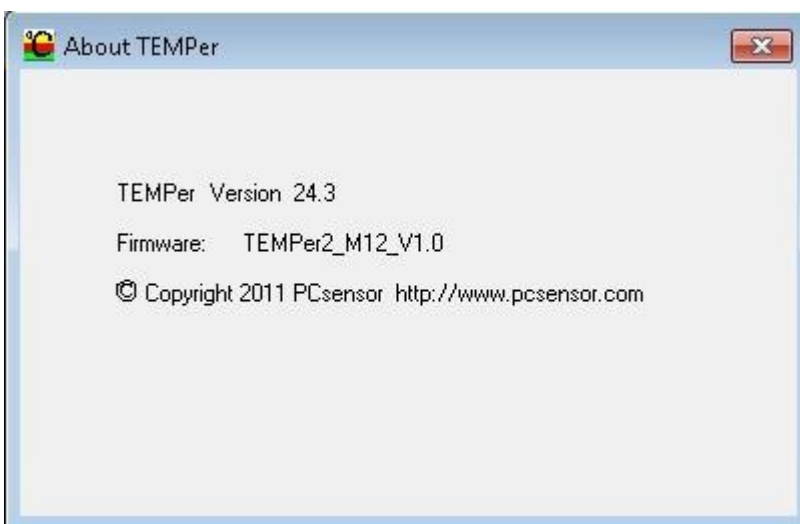 °C About TEMPer
TEMPer Version 24.3
Firmware: TEMPer2_M12_V1.0
© Copyright 2011 PCsensor http://www.pcsensor.com